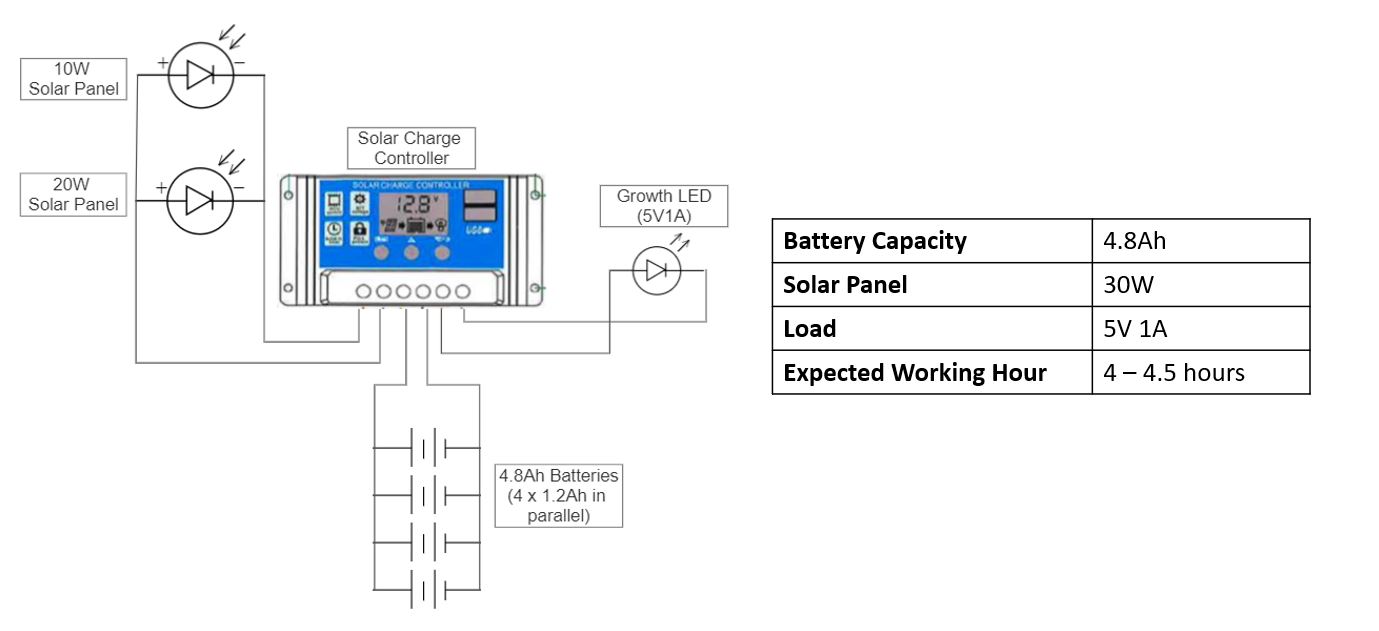 10W
Solar Panel
+
−
20W
Solar Panel
+
−
Solar Charge
Controller
SOLAR CHARGE CONTROLLER
12.8V
USB
Growth LED
(5V1A)
4.8Ah Batteries
(4 x 1.2Ah in
parallel)
Battery Capacity 4.8Ah
Solar Panel 30W
Load 5V 1A
Expected Working Hour 4 – 4.5 hours